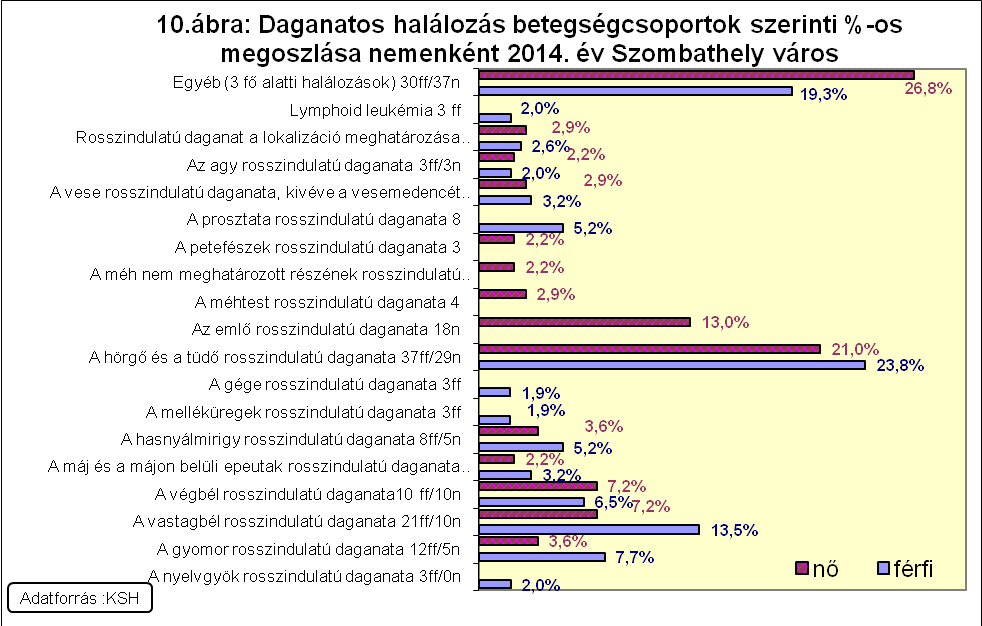 10.ábra: Daganatos halálozás betegségcsoportok szerinti %-os
megoszlása nemenként 2014. év Szombathely város
Egyéb (3 fő alatti halálozások) 30ff/37n
26,8%
19,3%
Lymphoid leukémia 3 ff
2,0%
Rosszindulatú daganat a lokalizáció meghatározása..
2,9%
2,6%
Az agy rosszindulatú daganata 3ff/3n
2,2%
2,0%
A vese rosszindulatú daganata, kivéve a vesemedencét..
2,9%
3,2%
A prosztata rosszindulatú daganata 8
5,2%
A petefészek rosszindulatú daganata 3
2,2%
A méh nem meghatározott részének rosszindulatú..
2,2%
A méhtest rosszindulatú daganata 4
2,9%
Az emlő rosszindulatú daganata 18n
13,0%
A hörgő és a tüdő rosszindulatú daganata 37ff/29n
21,0%
23,8%
A gége rosszindulatú daganata 3ff
1,9%
A melléküregek rosszindulatú daganata 3ff
1,9%
A hasnyálmirigy rosszindulatú daganata 8ff/5n
3,6%
5,2%
A máj és a májon belüli epeutak rosszindulatú daganata..
2,2%
3,2%
A végbél rosszindulatú daganata10 ff/10n
7,2%
6,5%
A vastagbél rosszindulatú daganata 21ff/10n
7,2%
13,5%
A gyomor rosszindulatú daganata 12ff/5n
3,6%
7,7%
A nyelvgyök rosszindulatú daganata 3ff/0n
2,0%
nő
férfi
Adatforrás :KSH